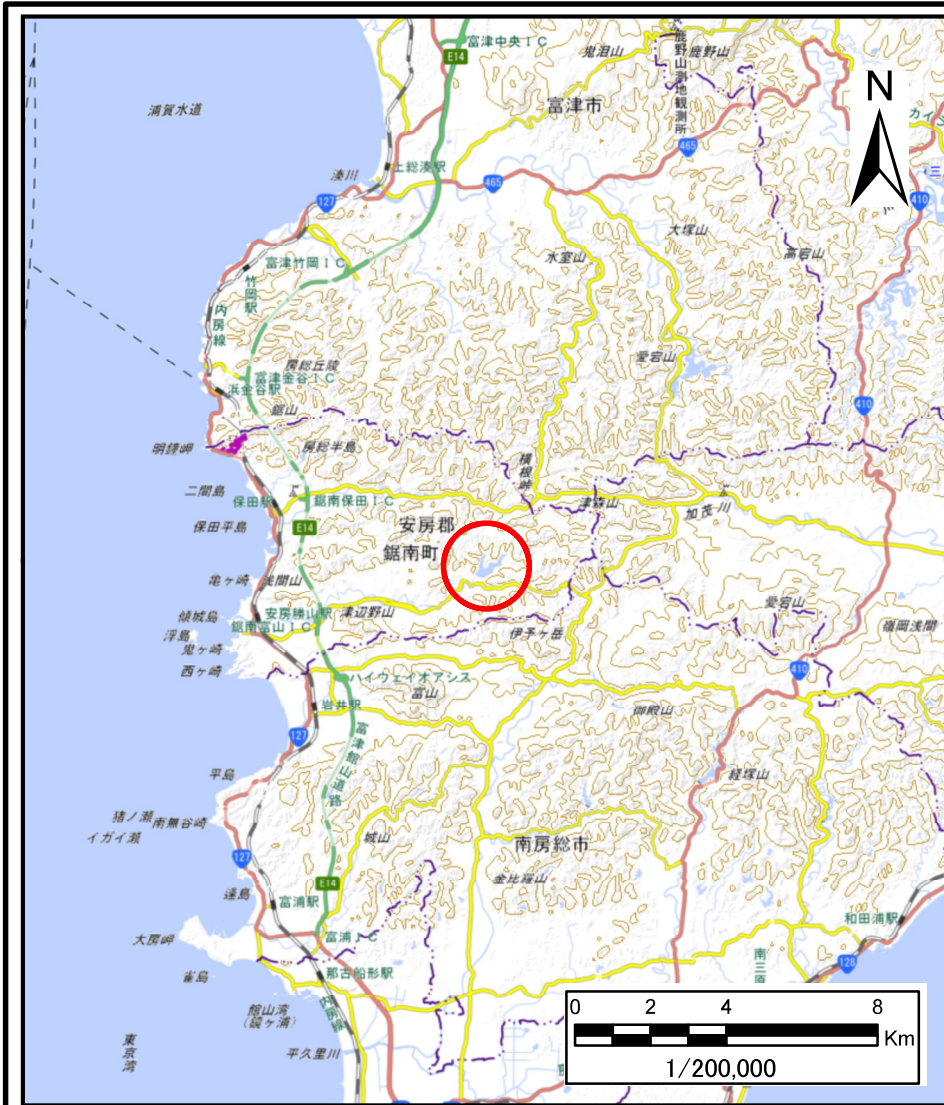 富津中央ＩＣ
E14
鬼泪山
鹿野山
鹿野山測地観測所
浦賀水道
富津市
N
465
カイ
三
上総湊駅
湊川
465
127
410
大塚山
高宕山
水室山
富津竹岡ＩＣ
竹岡駅
内房線
愛宕山
房総丘陵
富津金谷ＩＣ
浜金谷駅
410
鋸山
明鐘岬
房総半島
横根峠
二間島
保田駅
鋸南保田ＩＣ
津森山
加茂川
保田平島
E14
安房郡
鋸南町
亀ヶ崎
浅間山
愛宕山
傾城島
安房勝山駅
津辺野山
嶺岡浅間
浮島
鋸南富山ＩＣ
伊予ヶ岳
鬼ヶ崎
西ヶ崎
410
ハイウェイオアシス
富山
岩井駅
御殿山
127
富津館山道路
平島
経塚山
猪ノ瀬
南無谷崎
イガイ瀬
城山
南房総市
127
金比羅山
E14
逢島
富浦駅
和田浦駅
大房岬
富浦ＩＣ
南三原
128
那古船形駅
雀島
館山湾
（鏡ヶ浦）
内房線
東京湾
平久里川
0 2 4 8
Km
1/200,000